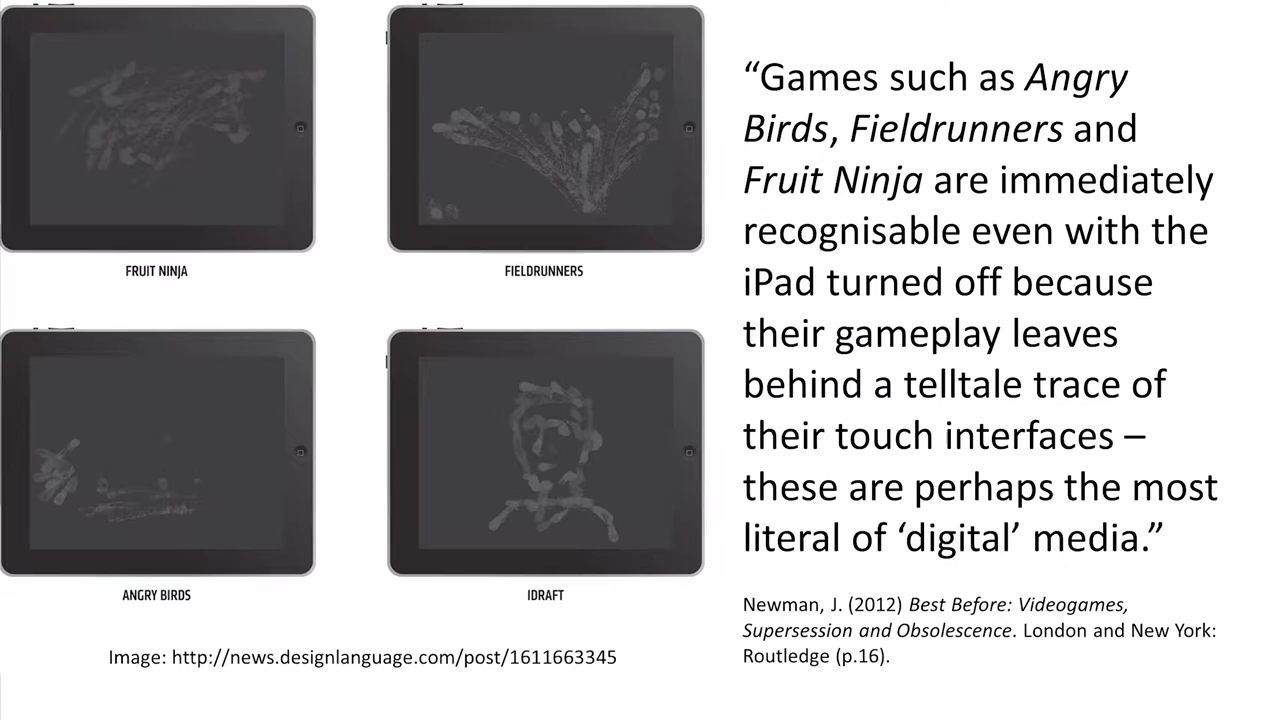 FRUIT NINJA
FIELDRUNNERS
ANGRY BIRDS
IDRAFT
Image: http://news.designlanguage.com/post/1611663345
“Games such as Angry
Birds, Fieldrunners and
Fruit Ninja are immediately
recognisable even with the
iPad turned off because
their gameplay leaves
behind a telltale trace of
their touch interfaces –
these are perhaps the most
literal of ‘digital’ media.”
Newman, J. (2012) Best Before: Videogames,
Supersession and Obsolescence. London and New York:
Routledge (p.16).